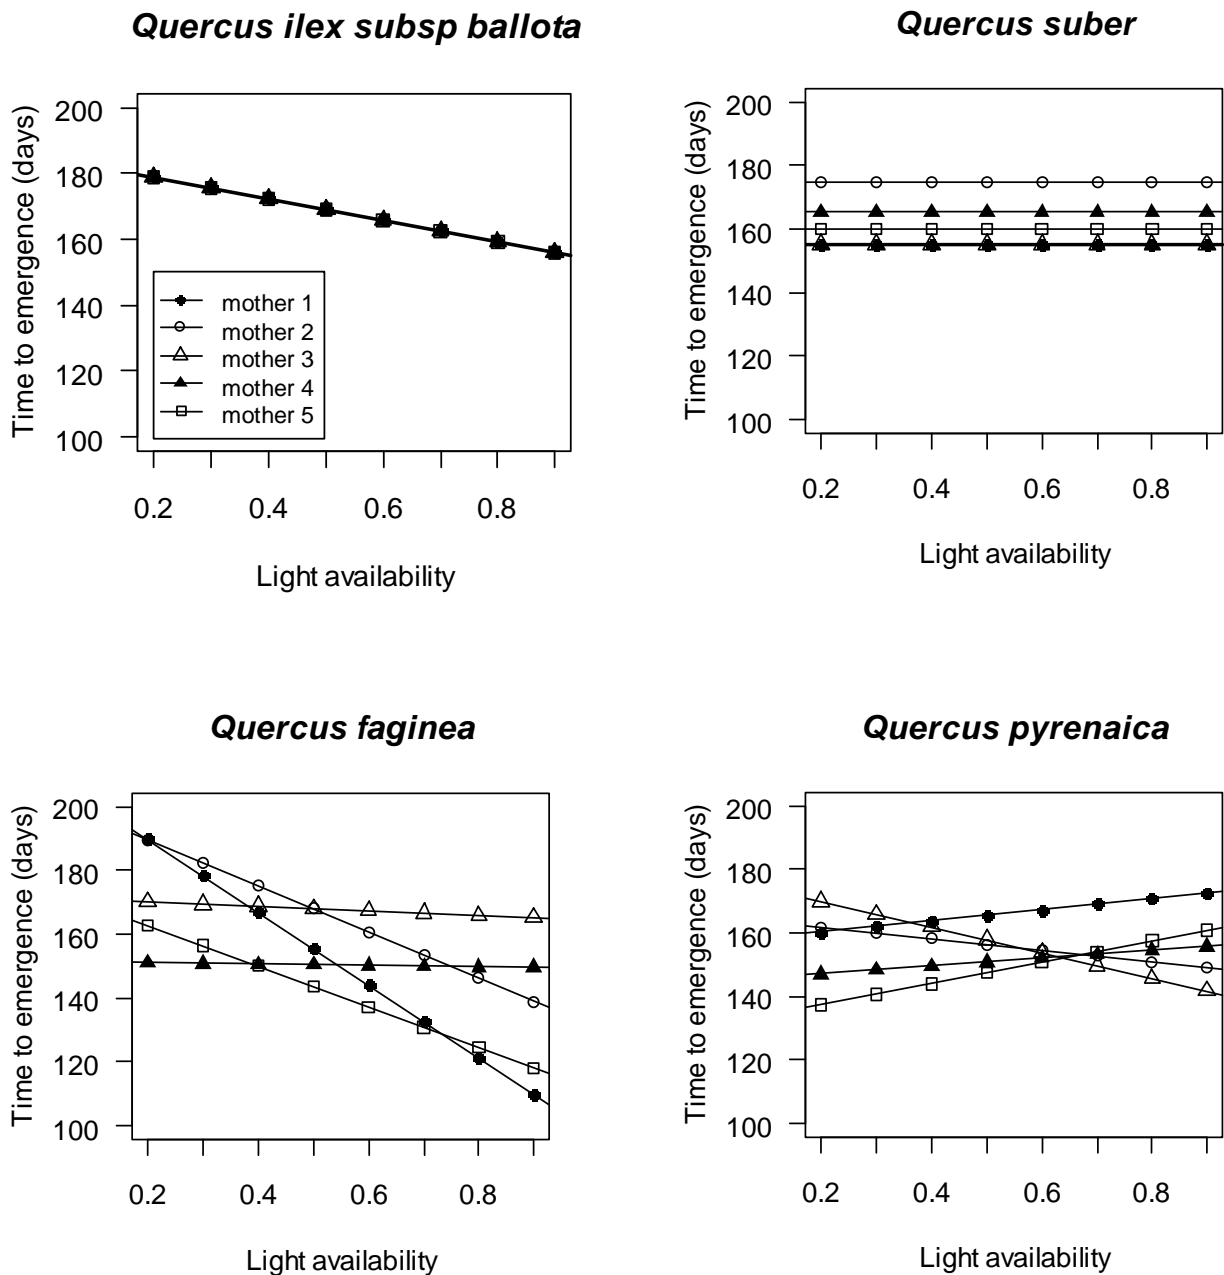 Quercus ilex subsp ballota
Time to emergence (days)
200
180
160
140
120
100
mother 1
mother 2
mother 3
mother 4
mother 5
0.2 0.4 0.6 0.8
Light availability
Quercus suber
Time to emergence (days)
200
180
160
140
120
100
0.2 0.4 0.6 0.8
Light availability
Quercus faginea
Time to emergence (days)
200
180
160
140
120
100
0.2 0.4 0.6 0.8
Light availability
Quercus pyrenaica
Time to emergence (days)
200
180
160
140
120
100
0.2 0.4 0.6 0.8
Light availability